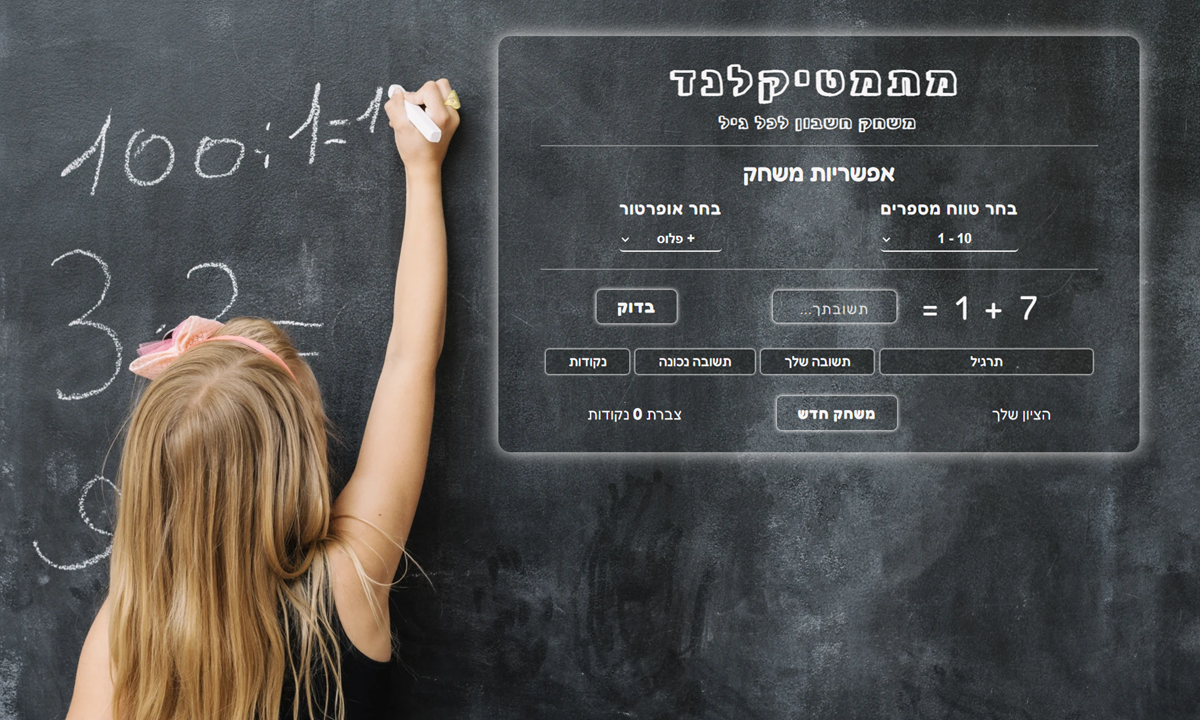 100 : 1 = 1
3 : 2 =
9
מתמטיקלנד
משחק חשבון לכל גיל
אפשריות משחק
בחר טווח מספרים
בחר אופרטור
1 - 10
+ פלוס
7 + 1 =
תשובתך...
בדוק
תרגיל
תשובה שלך
תשובה נכונה
נקודות
הציון שלך
משחק חדש
צברת 0 נקודות